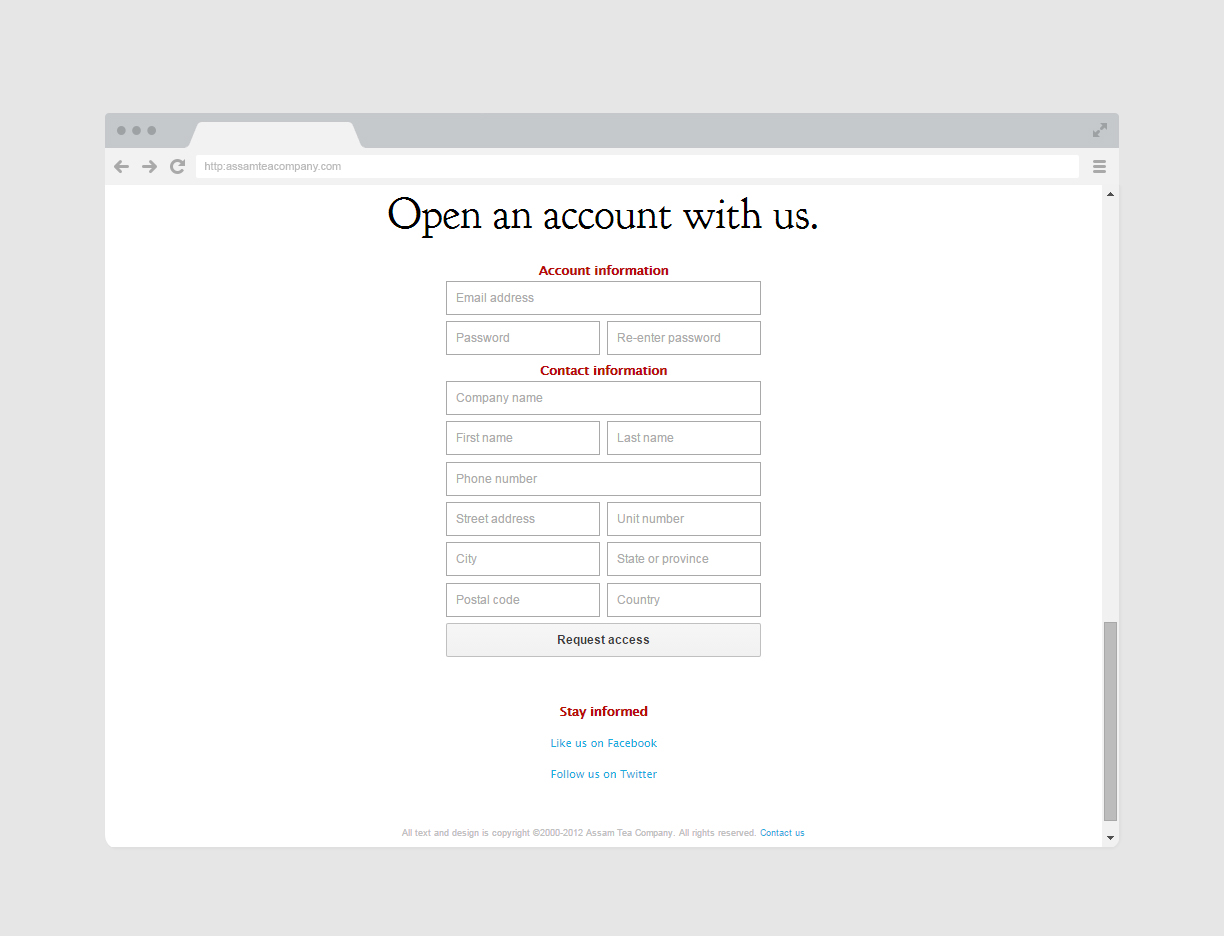 http:assamteacompany.com
Open an account with us.
Account information
Email address
Password Re-enter password
Contact information
Company name
First name Last name
Phone number
Street address Unit number
City State or province
Postal code Country
Request access
Stay informed
Like us on Facebook
Follow us on Twitter
All text and design is copyright ©2000-2012 Assam Tea Company. All rights reserved. Contact us